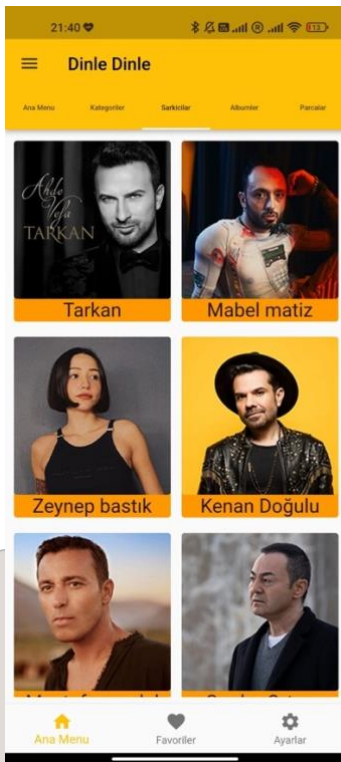 21:40
13
Dinle Dinle
Ana Menu Kategoriler Sarkicilar Albumler Parcalar
Ahde
Vefa
TARKAN
Tarkan
Mabel matiz
Zeynep bastık
Kenan Doğulu
Ana Menu
Favoriler
Ayarlar